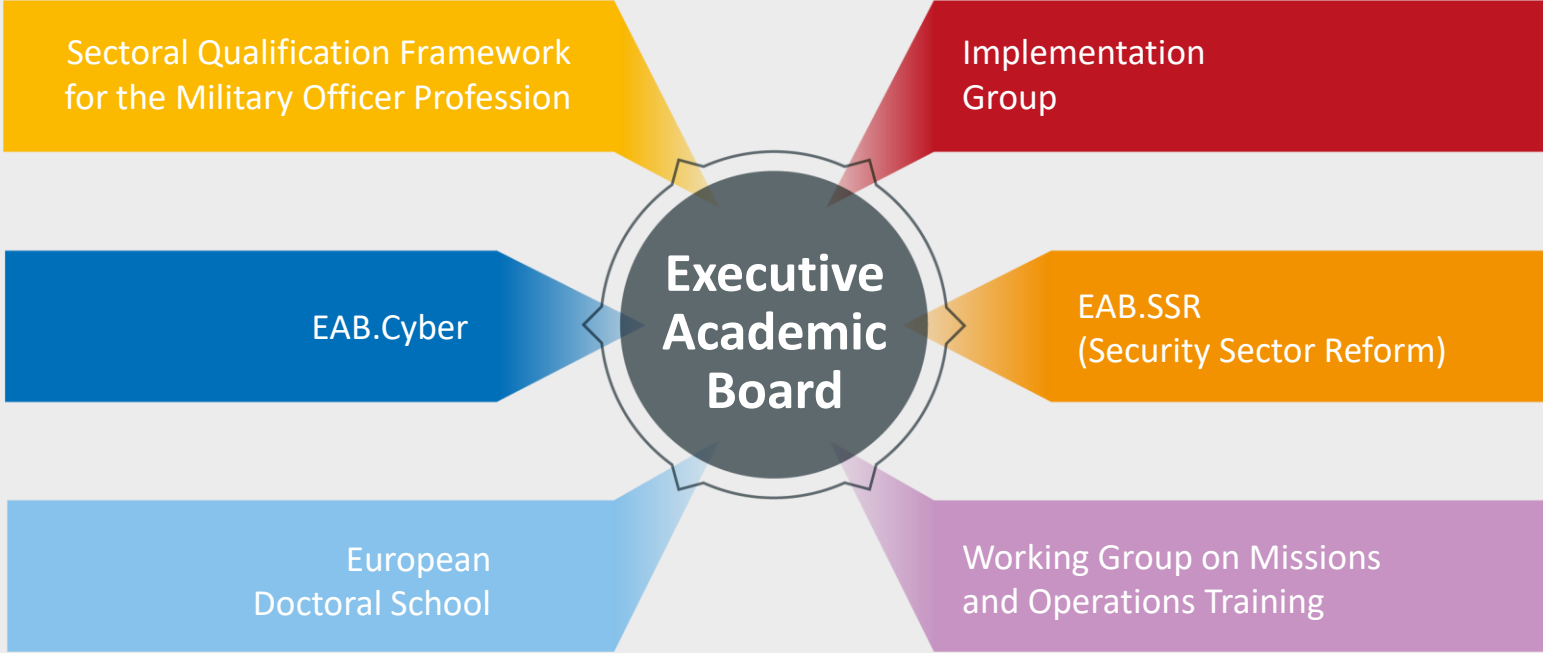 Sectoral Qualification Framework
for the Military Officer Profession
Implementation
Group
EAB.Cyber
Executive
Academic
Board
EAB.SSR
(Security Sector Reform)
European
Doctoral School
Working Group on Missions
and Operations Training